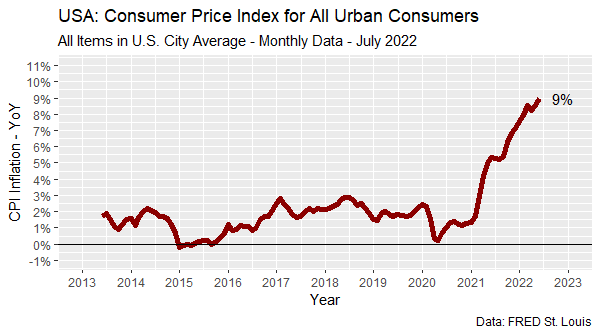 USA: Consumer Price Index for All Urban Consumers
All Items in U.S. City Average - Monthly Data - July 2022
CPI Inflation - YoY
11%
10%
9%
8%
7%
6%
5%
4%
3%
2%
1%
0%
-1%
9%
2013 2014 2015 2016 2017 2018 2019 2020 2021 2022 2023
Year
Data: FRED St. Louis